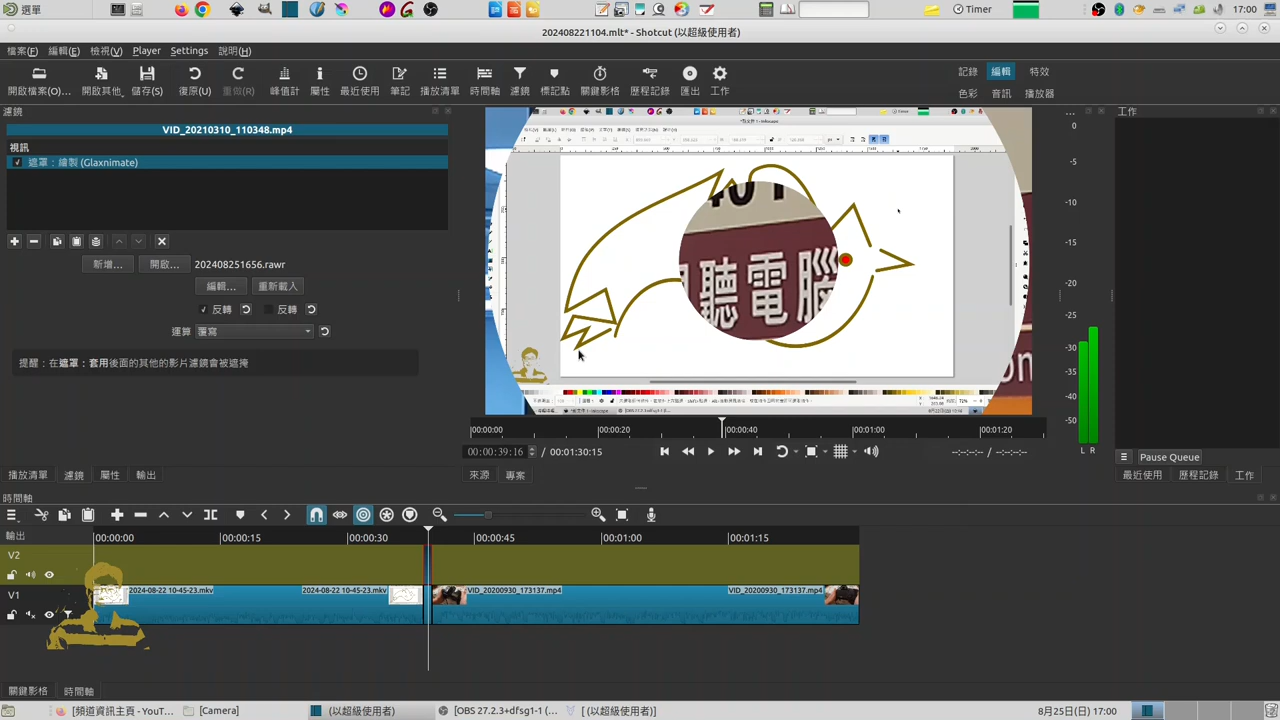 選單
Timer
17:00
202408221104.mlt* - Shotcut (以超級使用者)
檔案(F) 編輯(E) 檢視(V) Player Settings 說明(H)
開啟檔案(O)... 開啟其他... 儲存(S) 復原(U) 重做(R) 峰值計 屬性 最近使用 筆記 播放清單 時間軸 濾鏡 標記點 關鍵影格 歷程記錄 匯出 工作
記錄 編輯 特效
色彩 音訊 播放器
濾鏡
工作
VID_20210310_110348.mp4
視訊
遮罩：繪製 (Glaxnimate)
新增... 開啟... 202408251656.rawr
編輯... 重新載入
反轉 反轉
運算 覆寫
提醒：在遮罩：套用後面的其他的影片濾鏡會被遮掩
聽電腦
0
-5
-10
-15
-20
-25
-30
-35
-40
-45
-50
L R
00:00:00 00:00:20 00:00:40 00:01:00 00:01:20
00:00:39:16 / 00:01:30:15
--:--:--:-- / --:--:--:--
Pause Queue
播放清單 濾鏡 屬性 輸出
來源 專案
最近使用 歷程記錄 工作
時間軸
輸出
00:00:00 00:00:15 00:00:30 00:00:45 00:01:00 00:01:15
V2
V1
2024-08-22 10-45-23.mkv 2024-08-22 10-45-23.mkv VID_20200930_173137.mp4 VID_20200930_173137.mp4
關鍵影格 時間軸
[頻道資訊主頁 - YouT... [Camera] (以超級使用者) [OBS 27.2.3+dfsg1-1 (... [ (以超級使用者)]
8月25日(日) 17:00